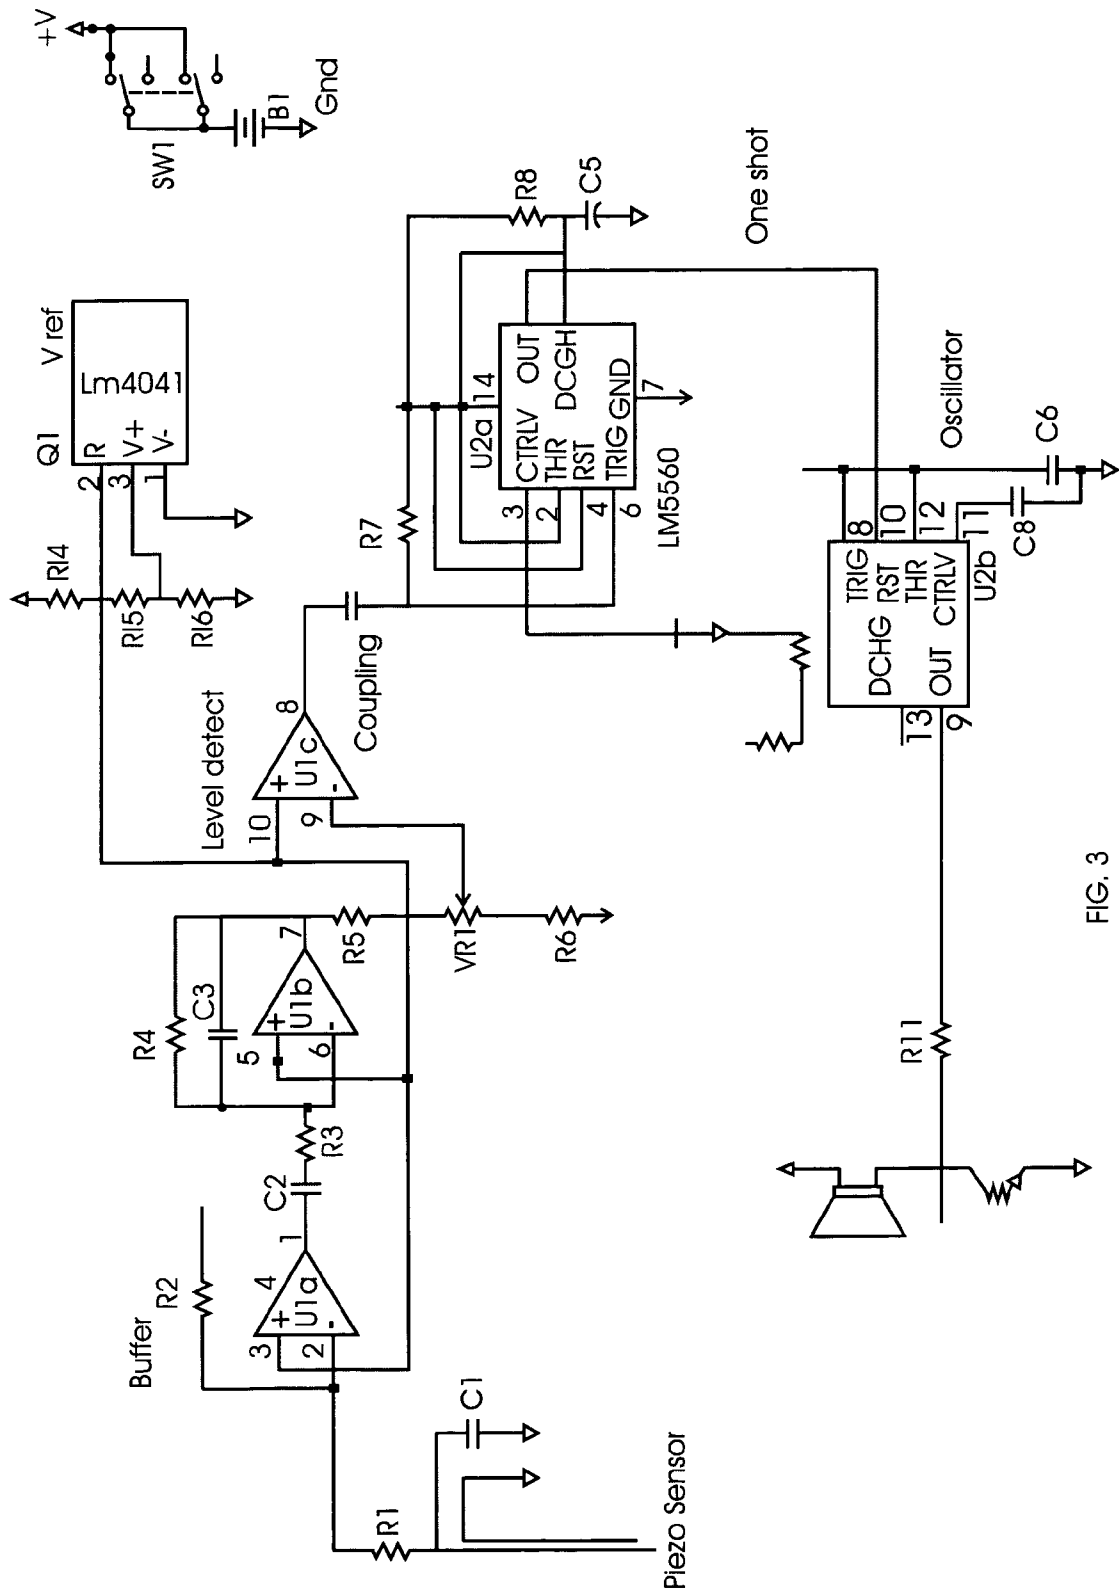 +V
SW1
B1
Gnd
Q1
V ref
Lm4041
R
V+
V-
2
3
1
R14
R15
R16
Level detect
10
9
+
-
U1c
8
Coupling
R7
R8
C5
U2a
14
CTRLV
THR
RST
TRIG
OUT
DCGH
GND
3
2
4
6
7
LM5560
One shot
R4
C3
5
6
+
-
U1b
7
R5
VR1
R6
Buffer
R2
3
2
+
-
U1a
4
1
C2
R3
R1
C1
Piezo Sensor
Oscillator
TRIG
RST
THR
CTRLV
DCHG
OUT
8
10
12
11
13
9
U2b
C8
C6
R11
FIG. 3